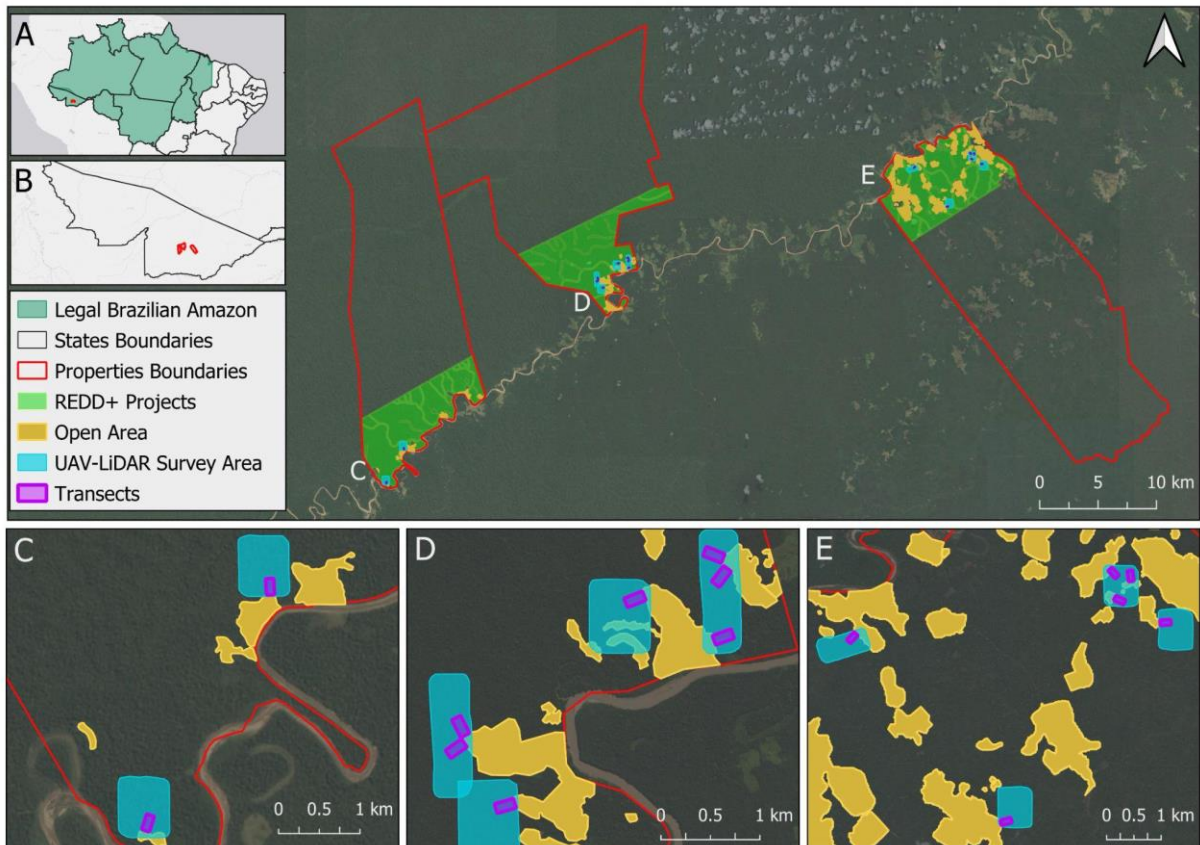 A
B
Legal Brazilian Amazon
States Boundaries
Properties Boundaries
REDD+ Projects
Open Area
UAV-LiDAR Survey Area
Transects
E
D
C
0 5 10 km
C
0 0.5 1 km
D
0 0.5 1 km
E
0 0.5 1 km